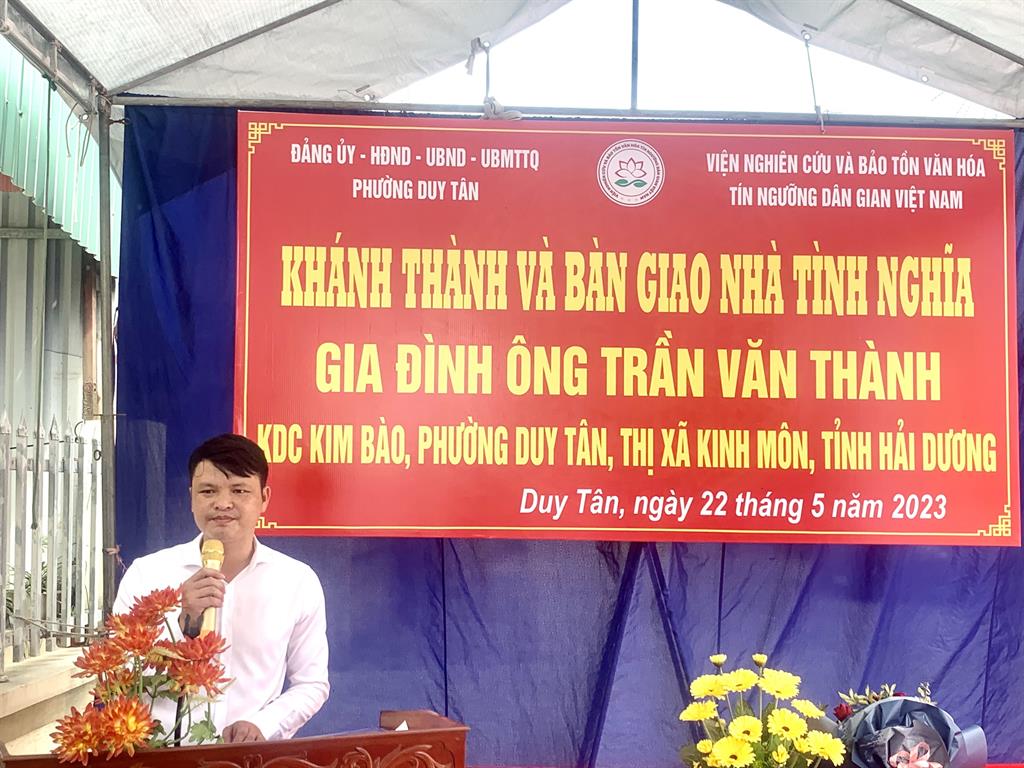 ĐẢNG ỦY - HĐND - UBND - UBMTTQ
PHƯỜNG DUY TÂN
VIỆN NGHIÊN CỨU VÀ BẢO TỒN VĂN HÓA
TÍN NGƯỠNG DÂN GIAN VIỆT NAM
KHÁNH THÀNH VÀ BÀN GIAO NHÀ TÌNH NGHĨA
GIA ĐÌNH ÔNG TRẦN VĂN THÀNH
KDC KIM BÀO, PHƯỜNG DUY TÂN, THỊ XÃ KINH MÔN, TỈNH HẢI DƯƠNG
Duy Tân, ngày 22 tháng 5 năm 2023